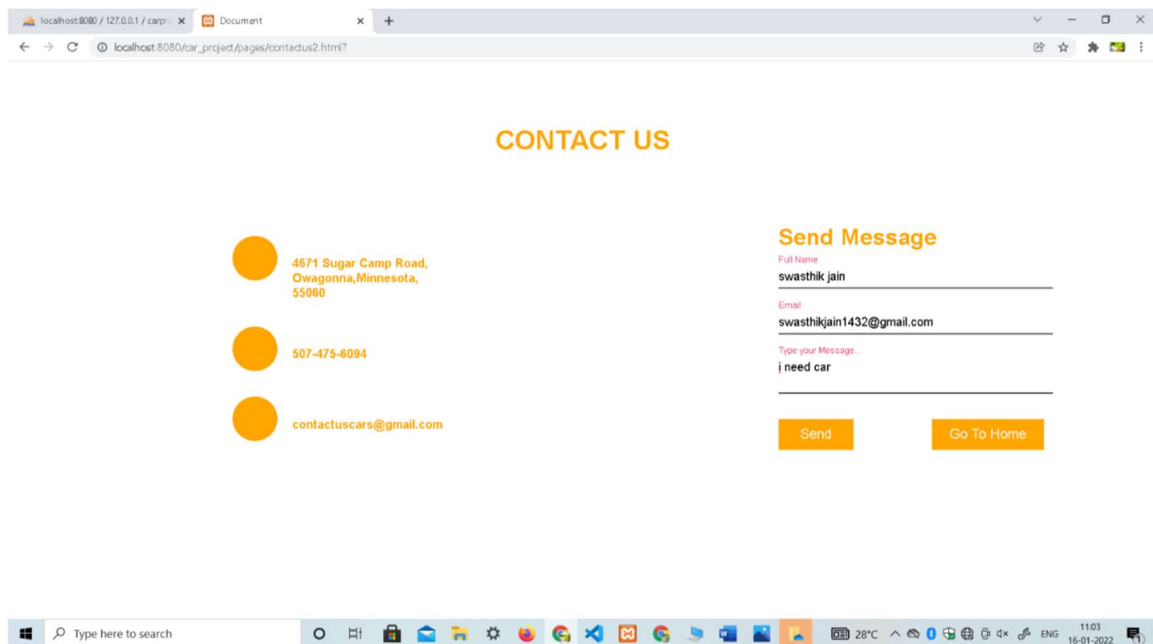 localhost:8080 / 127.0.0.1 / carpro
Document
localhost:8080/car_project/pages/contactus2.html?
CONTACT US
4671 Sugar Camp Road,
Owagonna,Minnesota,
55060
507-475-6094
contactuscars@gmail.com
Send Message
Full Name
swasthik jain
Email
swasthikjain1432@gmail.com
Type your Message...
i need car
Send
Go To Home
Type here to search
28°C
ENG
11:03
16-01-2022